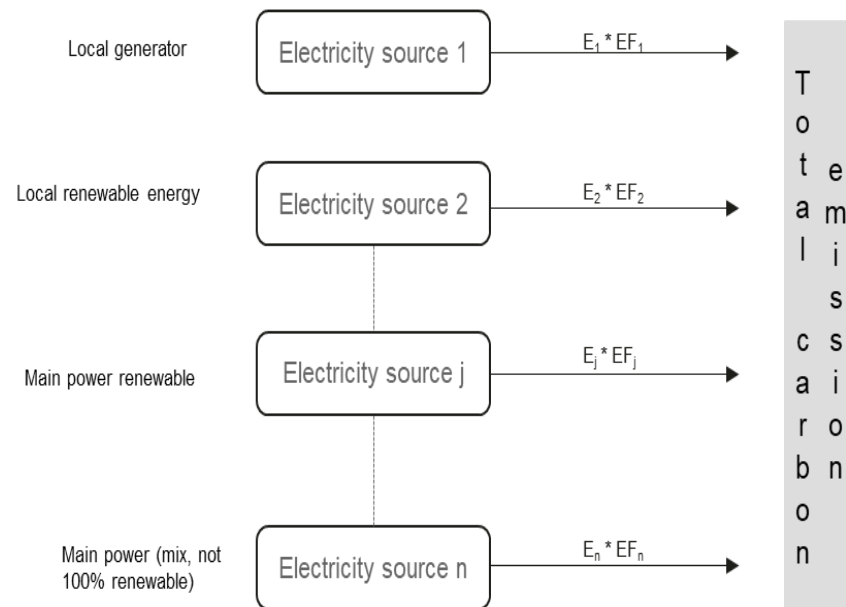 Local generator
Electricity source 1
E₁ * EF₁
Local renewable energy
Electricity source 2
E₂ * EF₂
Main power renewable
Electricity source j
Eⱼ * EFⱼ
Main power (mix, not
100% renewable)
Electricity source n
Eₙ * EFₙ
Total carbon
emission